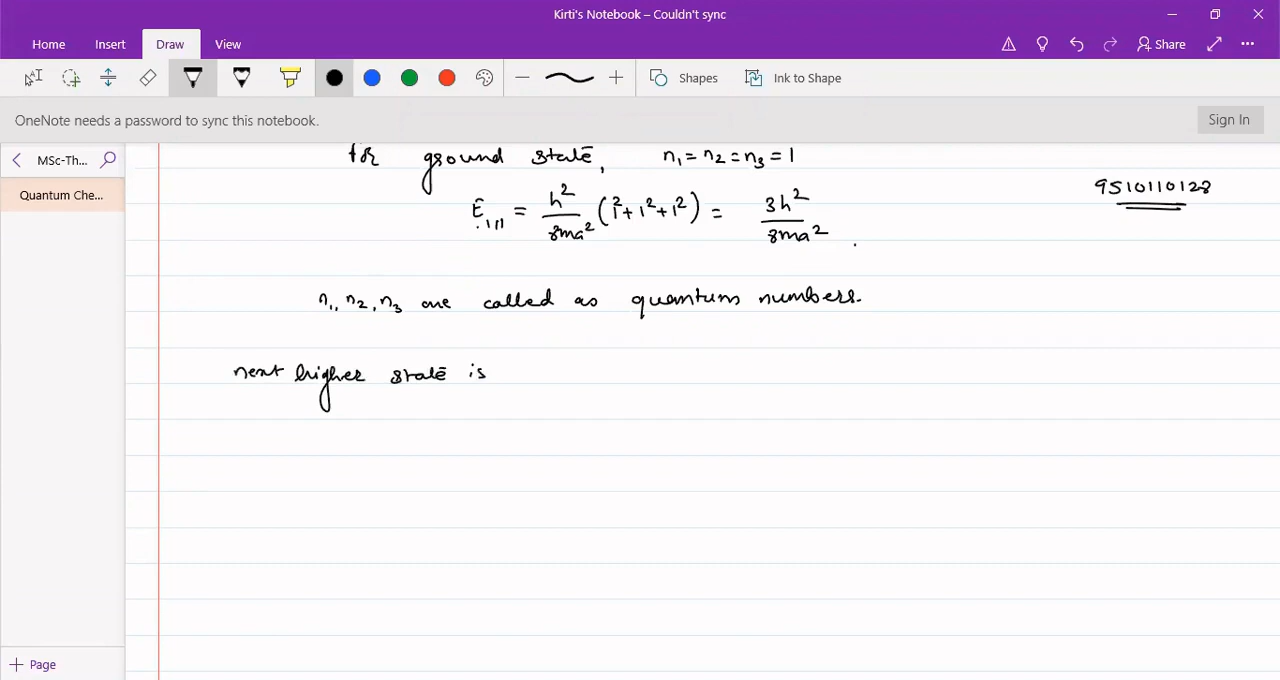 Kirti's Notebook – Couldn't sync
Home Insert Draw View
Share
Shapes Ink to Shape
OneNote needs a password to sync this notebook.
Sign In
MSc-Th...
Quantum Che...
for ground state, n₁ = n₂ = n₃ = 1
9510110128
E₁₁₁ = h²/8ma² (1²+1²+1²) = 3h²/8ma²
n₁, n₂, n₃ are called as quantum numbers.
next higher state is
+ Page